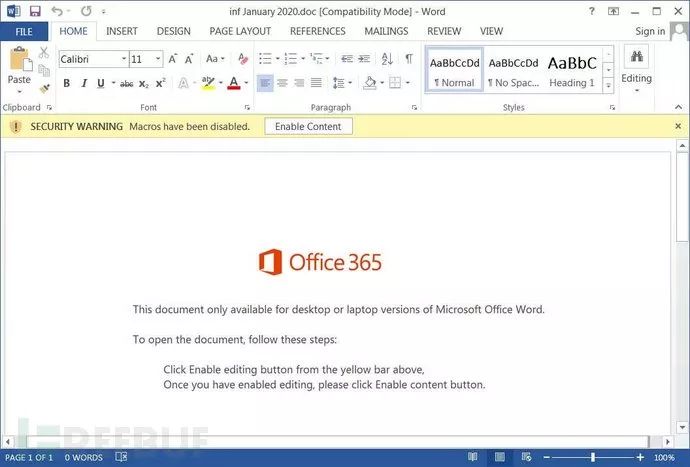 inf January 2020.doc [Compatibility Mode] - Word
FILE HOME INSERT DESIGN PAGE LAYOUT REFERENCES MAILINGS REVIEW VIEW Sign in
Paste
Calibri 11
Aa
B I U abc X₂ X² A A Aa A A
AaBbCcDd AaBbCcDd AaBbC
¶ Normal ¶ No Spac... Heading 1
Editing
Clipboard Font Paragraph Styles
SECURITY WARNING Macros have been disabled. Enable Content
Office 365
This document only available for desktop or laptop versions of Microsoft Office Word.
To open the document, follow these steps:
Click Enable editing button from the yellow bar above,
Once you have enabled editing, please click Enable content button.
REEBUF
PAGE 1 OF 1 0 WORDS 100%